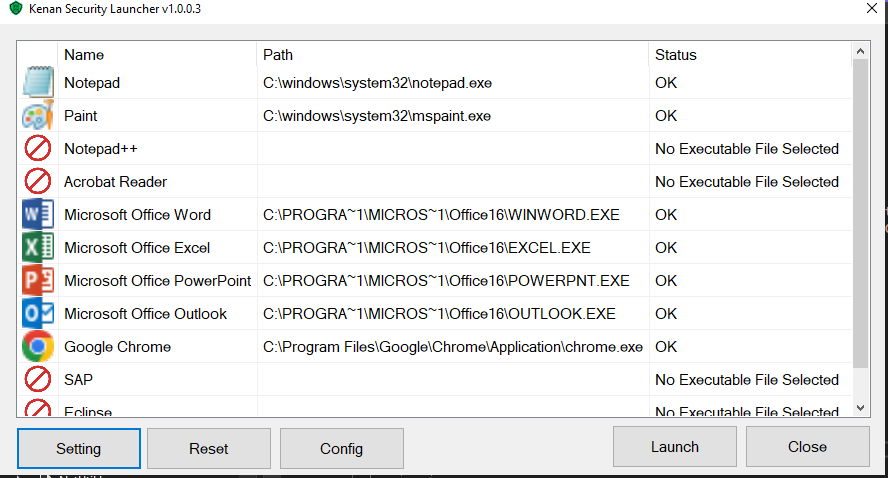 Kenan Security Launcher v1.0.0.3
Name Path Status
Notepad C:\windows\system32\notepad.exe OK
Paint C:\windows\system32\mspaint.exe OK
Notepad++ No Executable File Selected
Acrobat Reader No Executable File Selected
Microsoft Office Word C:\PROGRA~1\MICROS~1\Office16\WINWORD.EXE OK
Microsoft Office Excel C:\PROGRA~1\MICROS~1\Office16\EXCEL.EXE OK
Microsoft Office PowerPoint C:\PROGRA~1\MICROS~1\Office16\POWERPNT.EXE OK
Microsoft Office Outlook C:\PROGRA~1\MICROS~1\Office16\OUTLOOK.EXE OK
Google Chrome C:\Program Files\Google\Chrome\Application\chrome.exe OK
SAP No Executable File Selected
Eclipse No Executable File Selected
Setting Reset Config Launch Close